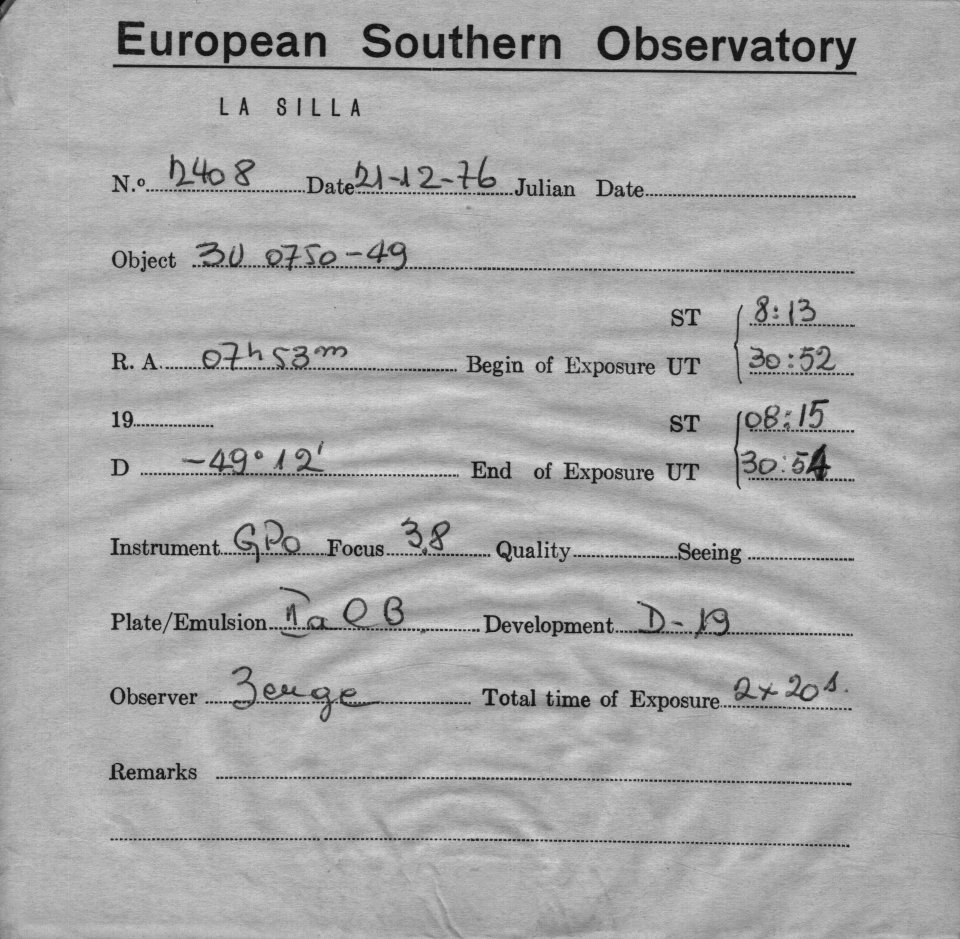 European Southern Observatory
LA SILLA
N.º 12408 Date 21-12-76 Julian Date
Object 3U 0750-49
ST 8:13
R. A. 07h 53m Begin of Exposure UT 30:52
19 ST 08:15
D -49° 12' End of Exposure UT 30:54
Instrument GPO Focus 3,8 Quality Seeing
Plate/Emulsion IIa O B Development D-19
Observer Total time of Exposure 2x20s.
Remarks